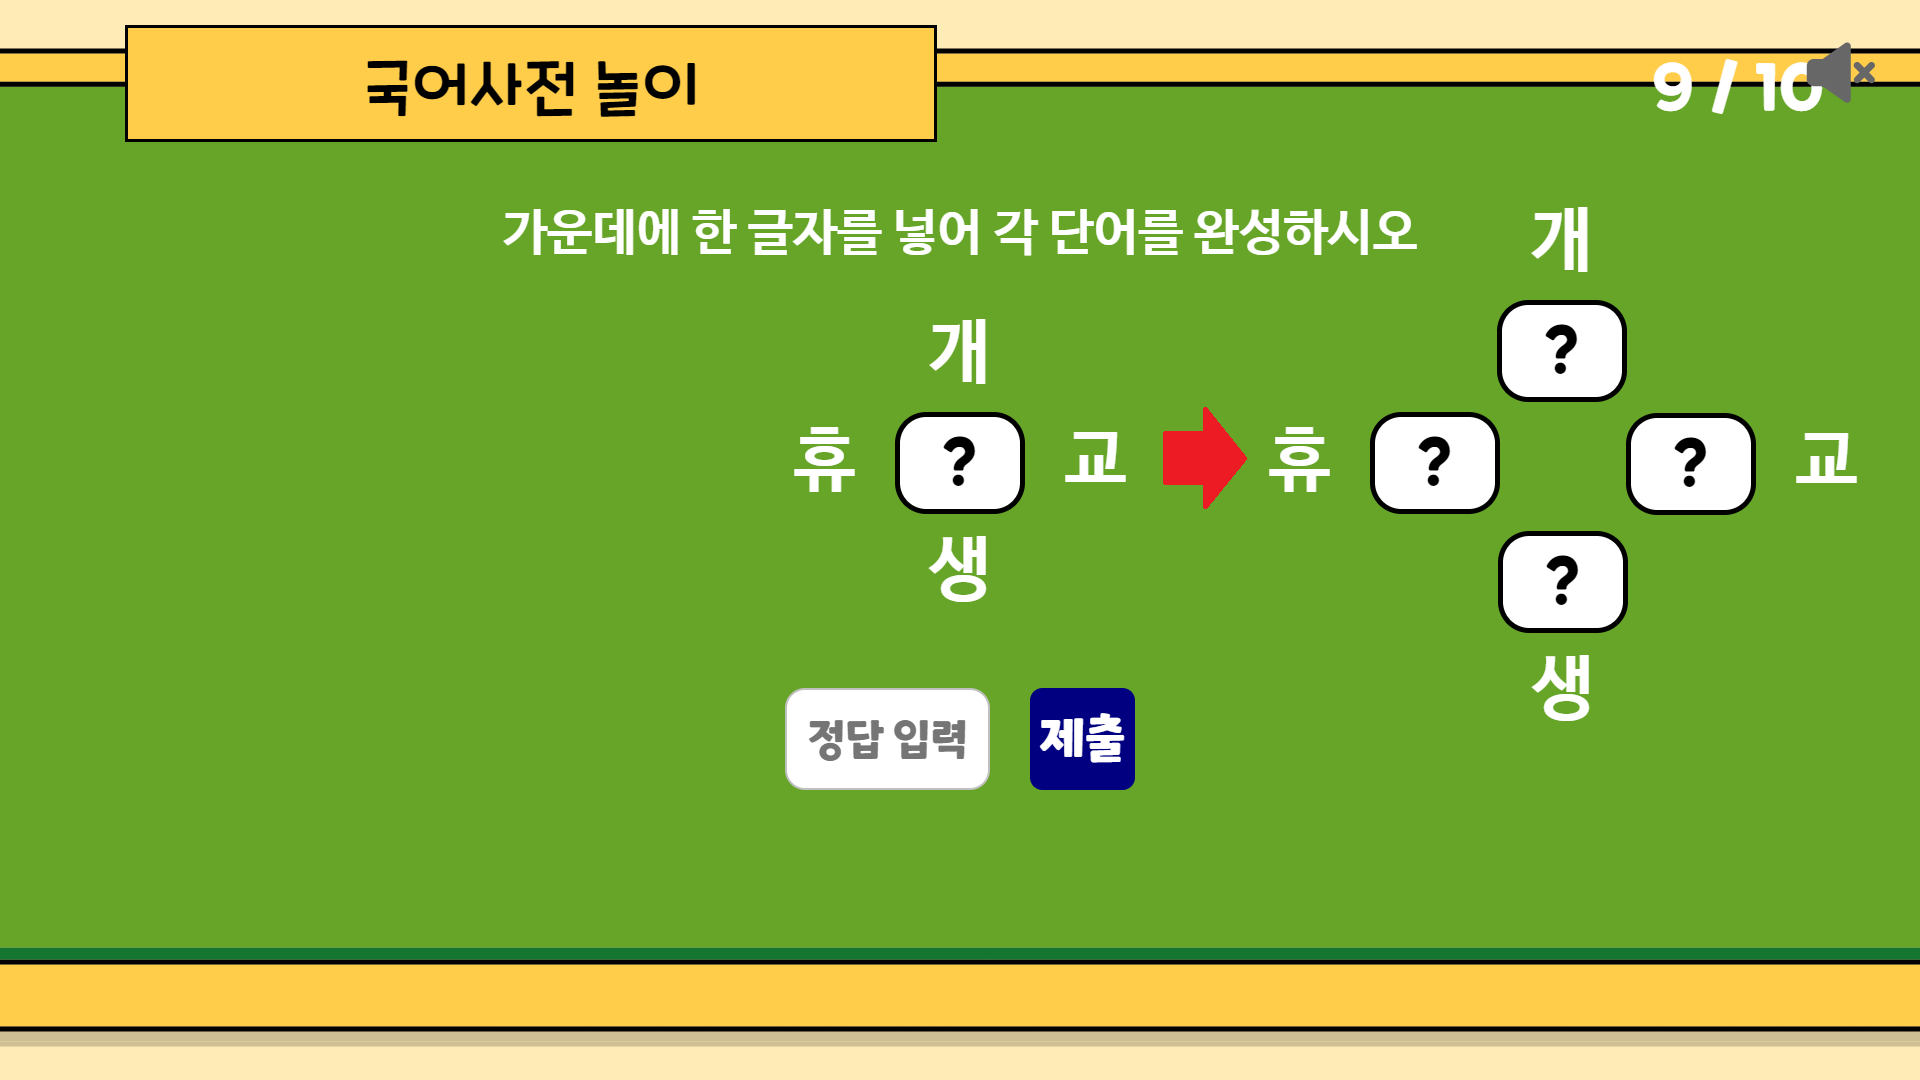 국어사전 놀이
9 / 10
가운데에 한 글자를 넣어 각 단어를 완성하시오
개
휴 ? 교
생
개
?
휴 ? ? 교
?
생
정답 입력
제출